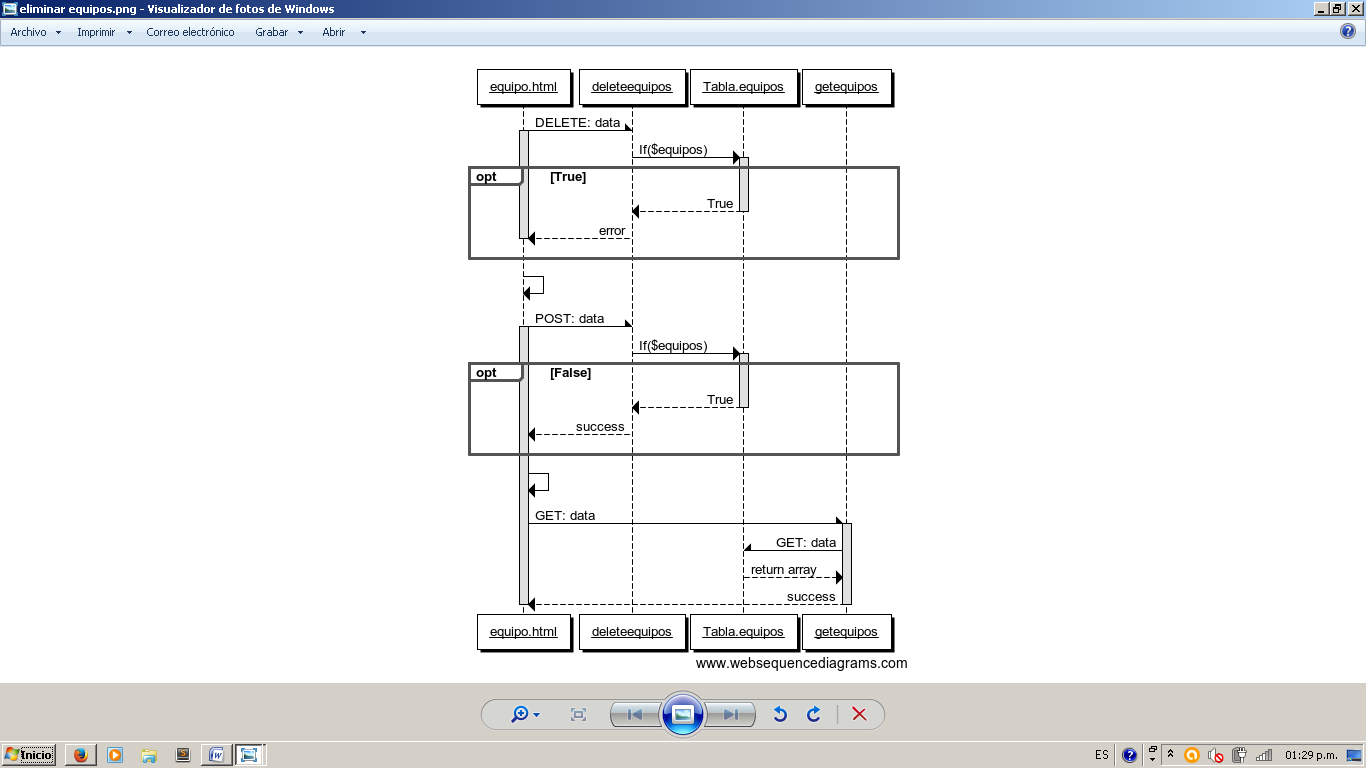 eliminar equipos.png - Visualizador de fotos de Windows
Archivo Imprimir Correo electrónico Grabar Abrir
equipo.html deleteequipos Tabla.equipos getequipos
DELETE: data
If($equipos)
opt [True]
True
error
POST: data
If($equipos)
opt [False]
True
success
GET: data
GET: data
return array
success
equipo.html deleteequipos Tabla.equipos getequipos
www.websequencediagrams.com
Inicio ES 01:29 p.m.